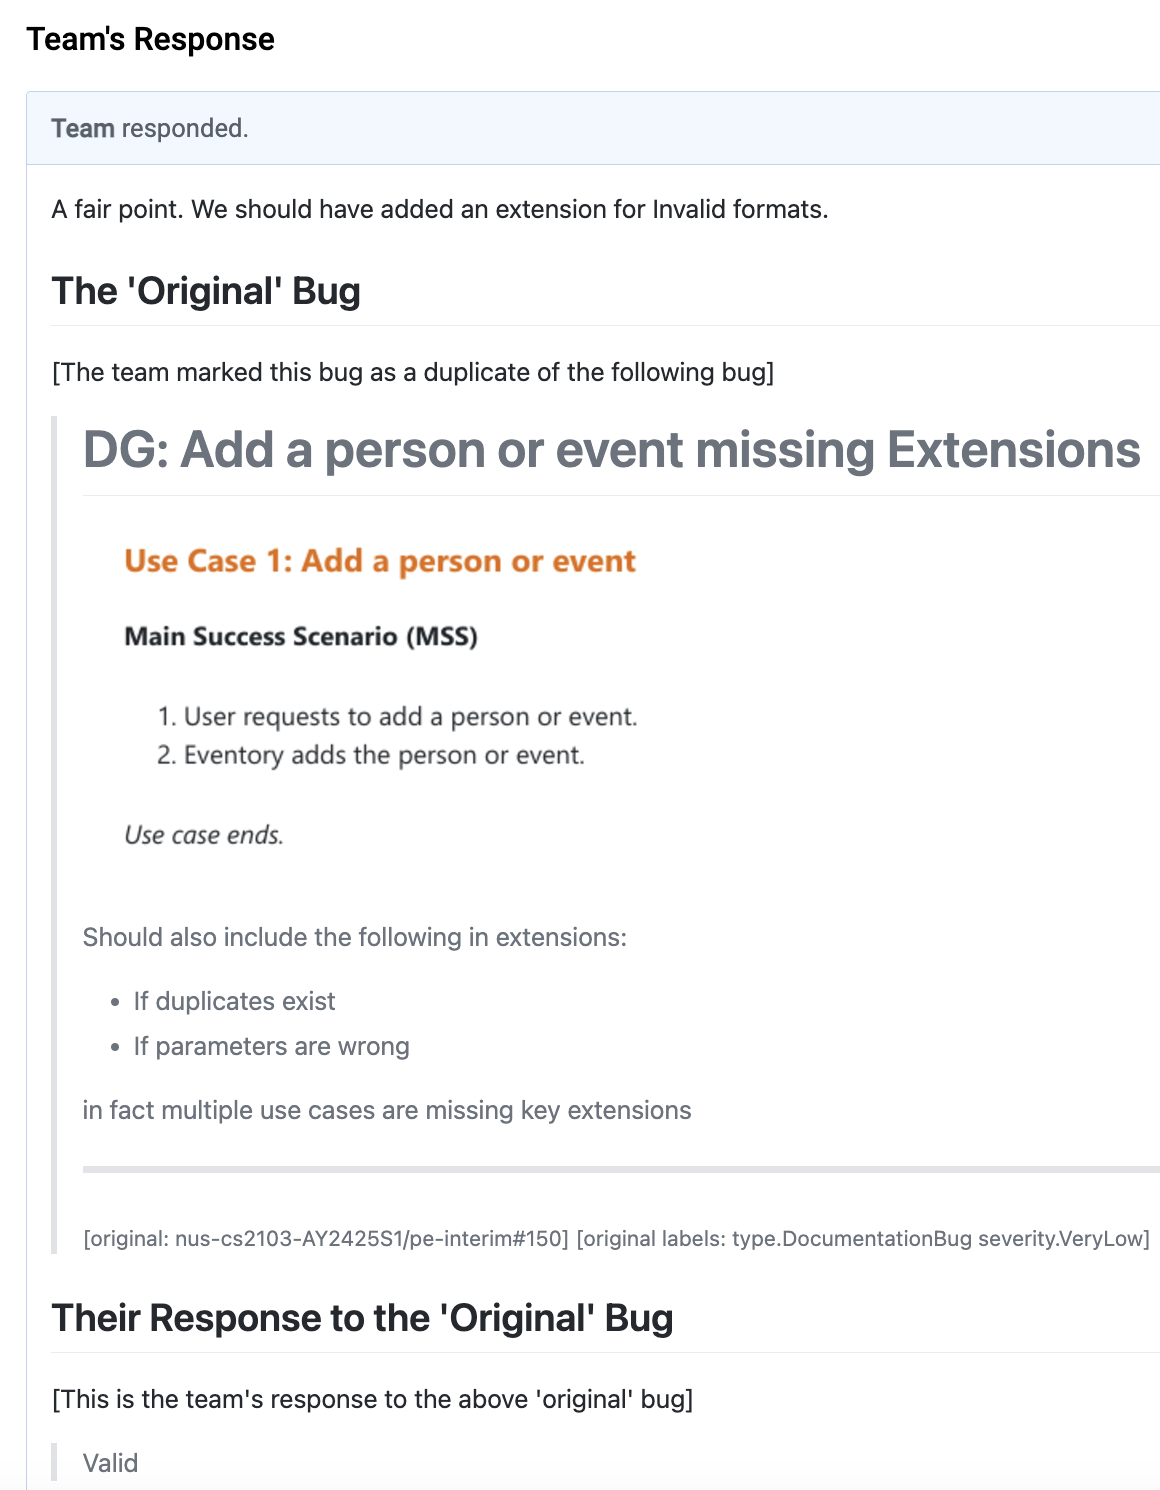 Team's Response
Team responded.
A fair point. We should have added an extension for Invalid formats.
The 'Original' Bug
[The team marked this bug as a duplicate of the following bug]
DG: Add a person or event missing Extensions
Use Case 1: Add a person or event
Main Success Scenario (MSS)
1. User requests to add a person or event.
2. Eventory adds the person or event.
Use case ends.
Should also include the following in extensions:
• If duplicates exist
• If parameters are wrong
in fact multiple use cases are missing key extensions
[original: nus-cs2103-AY2425S1/pe-interim#150] [original labels: type.DocumentationBug severity.VeryLow]
Their Response to the 'Original' Bug
[This is the team's response to the above 'original' bug]
Valid